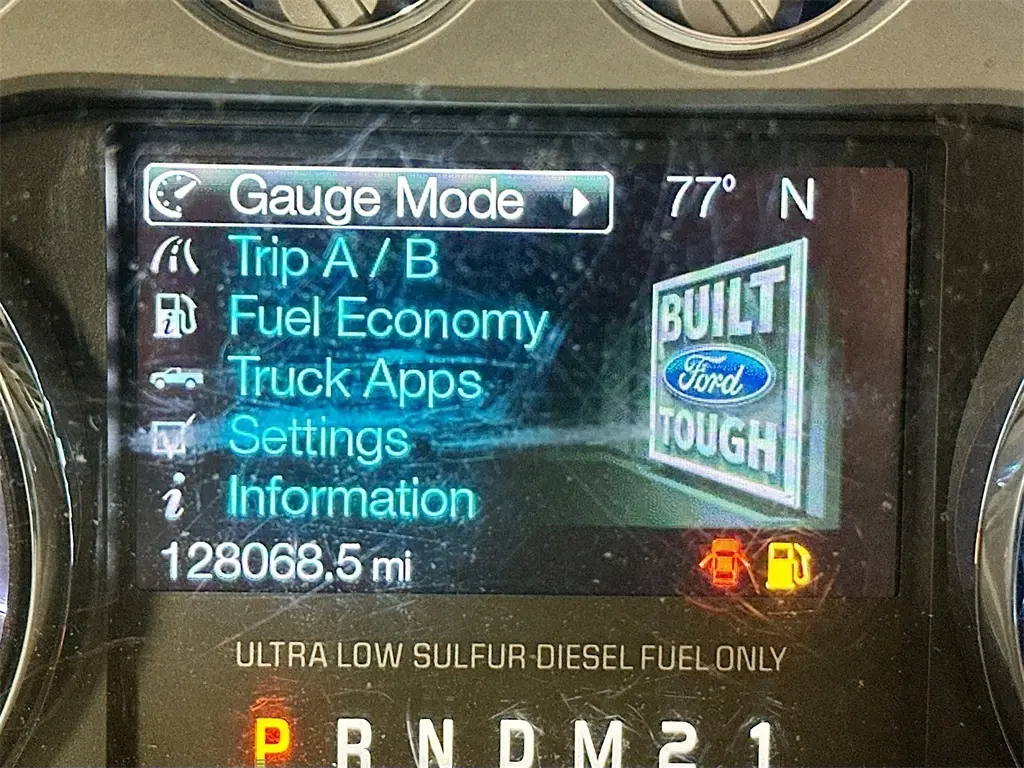 Gauge Mode 77° N
Trip A / B
Fuel Economy
Truck Apps
Settings
Information
BUILT
Ford
TOUGH
128068.5 mi
ULTRA LOW SULFUR DIESEL FUEL ONLY
P R N D M 2 1